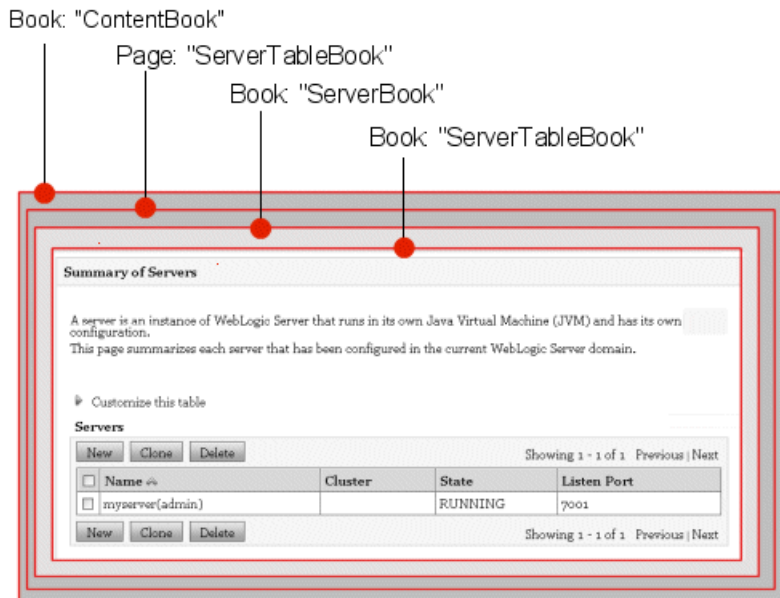 Book: "ContentBook"
Page: "ServerTableBook"
Book: "ServerBook"
Book: "ServerTableBook"
Summary of Servers
A server is an instance of WebLogic Server that runs in its own Java Virtual Machine (JVM) and has its own
configuration.
This page summarizes each server that has been configured in the current WebLogic Server domain.
Customize this table
Servers
New Clone Delete Showing 1 - 1 of 1 Previous | Next
Name Cluster State Listen Port
myserver(admin) RUNNING 7001
New Clone Delete Showing 1 - 1 of 1 Previous | Next